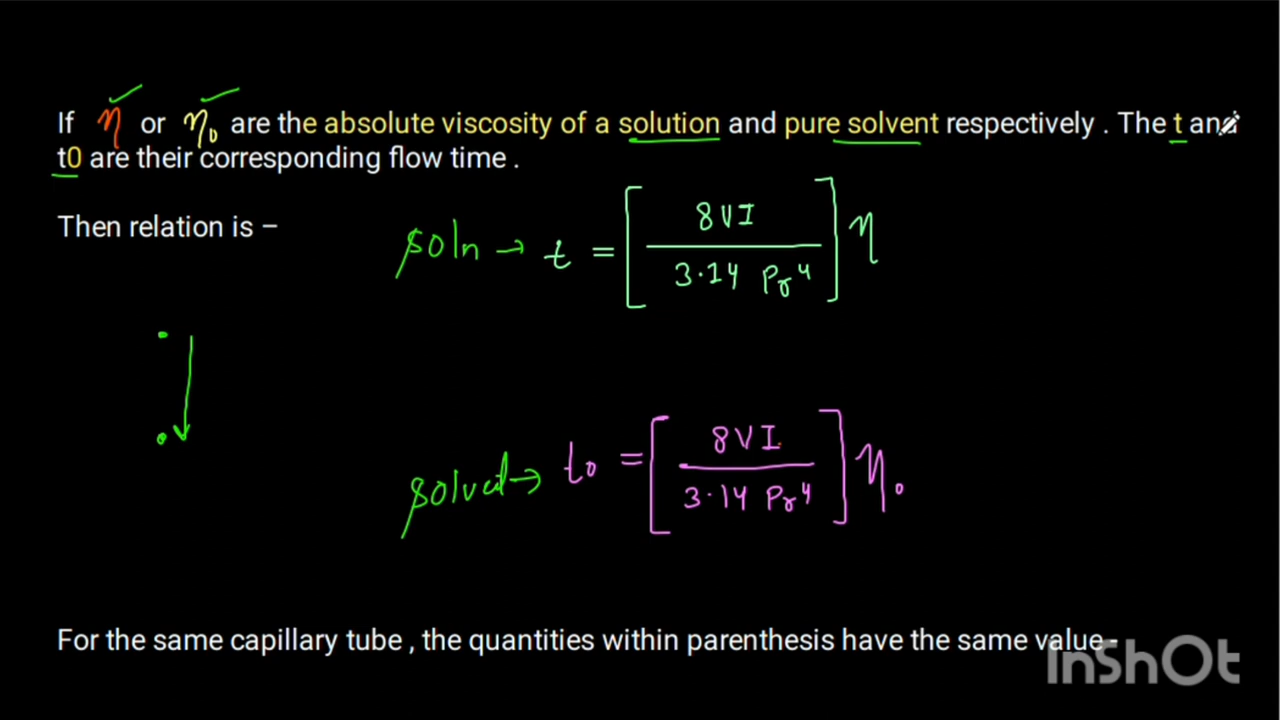 If η or η₀ are the absolute viscosity of a solution and pure solvent respectively . The t and
t0 are their corresponding flow time .
Then relation is –
soln → t = [ 8VI / 3.14 Pr⁴ ] η
solvet → t₀ = [ 8VI / 3.14 Pr⁴ ] η₀
For the same capillary tube , the quantities within parenthesis have the same value -
InShOt